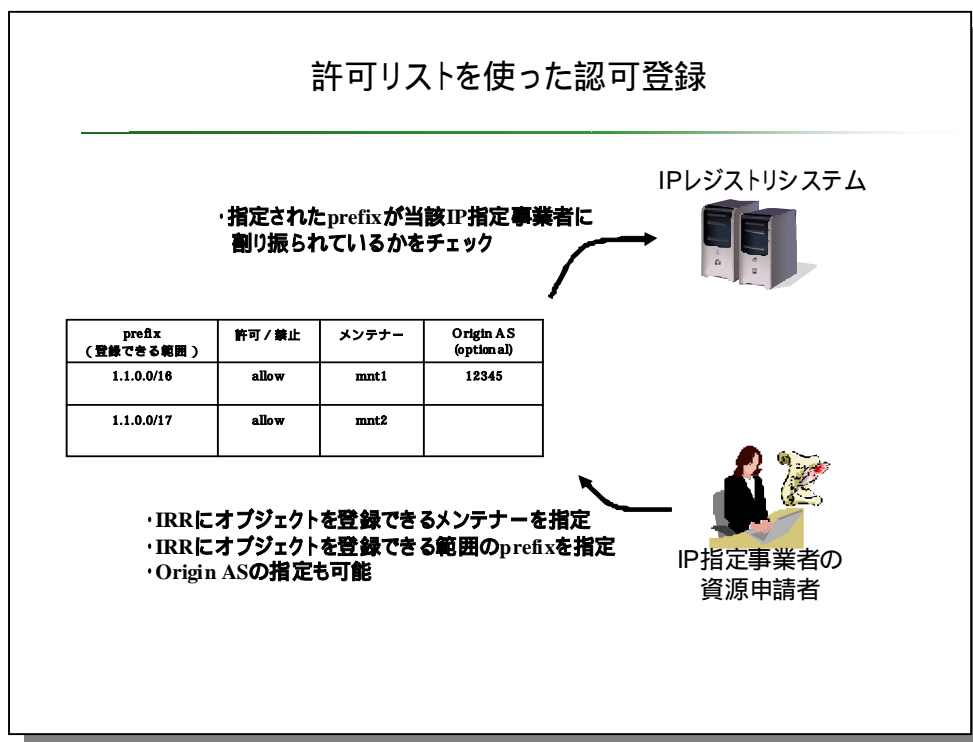 許可リストを使った認可登録
IPレジストリシステム
・指定されたprefixが当該IP指定事業者に
割り振られているかをチェック
prefix
（登録できる範囲） 許可／禁止 メンテナー Origin AS
(optional)
1.1.0.0/16 allow mnt1 12345
1.1.0.0/17 allow mnt2
・IRRにオブジェクトを登録できるメンテナーを指定
・IRRにオブジェクトを登録できる範囲のprefixを指定
・Origin ASの指定も可能
IP指定事業者の
資源申請者